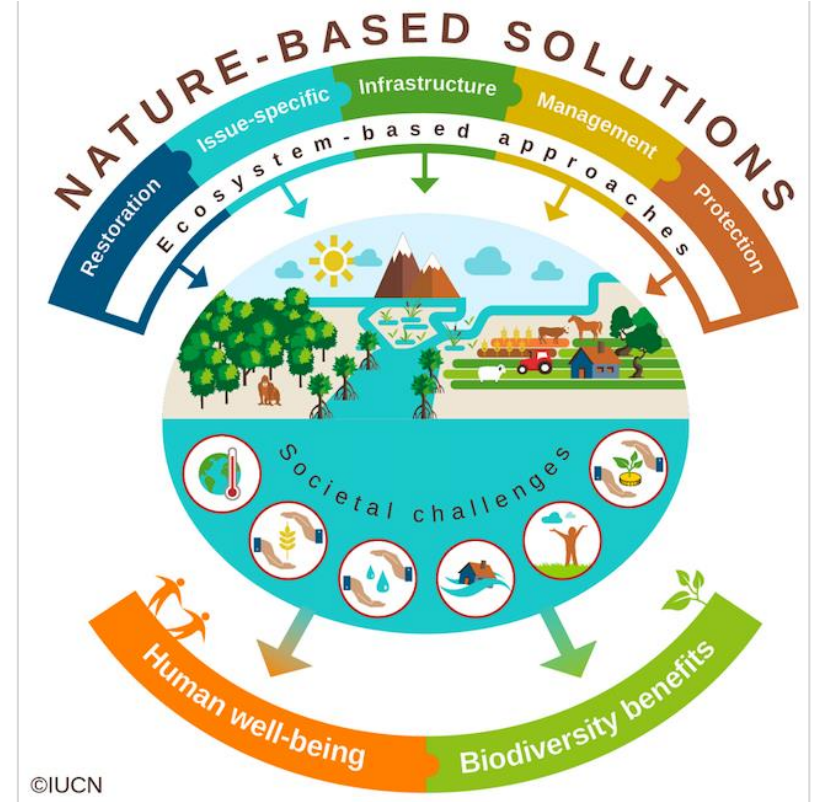 NATURE-BASED SOLUTIONS
Restoration
Issue-specific
Infrastructure
Management
Protection
Ecosystem-based approaches
Societal challenges
Human well-being
Biodiversity benefits
©IUCN